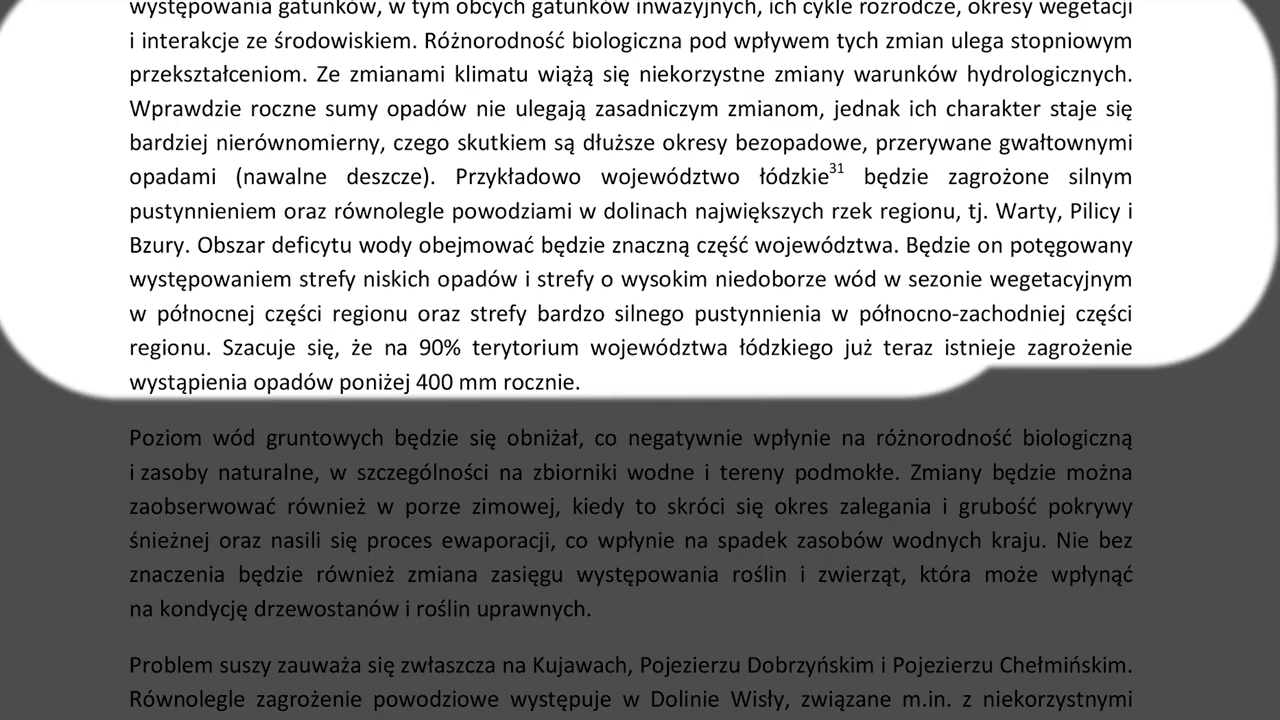 występowania gatunków, w tym obcych gatunków inwazyjnych, ich cykle rozrodcze, okresy wegetacji
i interakcje ze środowiskiem. Różnorodność biologiczna pod wpływem tych zmian ulega stopniowym
przekształceniom. Ze zmianami klimatu wiążą się niekorzystne zmiany warunków hydrologicznych.
Wprawdzie roczne sumy opadów nie ulegają zasadniczym zmianom, jednak ich charakter staje się
bardziej nierównomierny, czego skutkiem są dłuższe okresy bezopadowe, przerywane gwałtownymi
opadami (nawalne deszcze). Przykładowo województwo łódzkie31 będzie zagrożone silnym
pustynnieniem oraz równolegle powodziami w dolinach największych rzek regionu, tj. Warty, Pilicy i
Bzury. Obszar deficytu wody obejmować będzie znaczną część województwa. Będzie on potęgowany
występowaniem strefy niskich opadów i strefy o wysokim niedoborze wód w sezonie wegetacyjnym
w północnej części regionu oraz strefy bardzo silnego pustynnienia w północno-zachodniej części
regionu. Szacuje się, że na 90% terytorium województwa łódzkiego już teraz istnieje zagrożenie
wystąpienia opadów poniżej 400 mm rocznie.
Poziom wód gruntowych będzie się obniżał, co negatywnie wpłynie na różnorodność biologiczną
i zasoby naturalne, w szczególności na zbiorniki wodne i tereny podmokłe. Zmiany będzie można
zaobserwować również w porze zimowej, kiedy to skróci się okres zalegania i grubość pokrywy
śnieżnej oraz nasili się proces ewaporacji, co wpłynie na spadek zasobów wodnych kraju. Nie bez
znaczenia będzie również zmiana zasięgu występowania roślin i zwierząt, która może wpłynąć
na kondycję drzewostanów i roślin uprawnych.
Problem suszy zauważa się zwłaszcza na Kujawach, Pojezierzu Dobrzyńskim i Pojezierzu Chełmińskim.
Równolegle zagrożenie powodziowe występuje w Dolinie Wisły, związane m.in. z niekorzystnymi